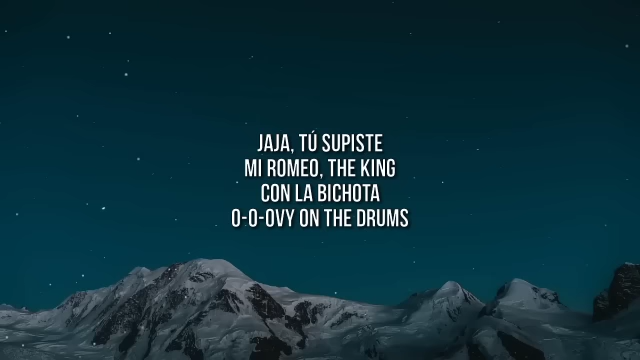 JAJA, TÚ SUPISTE
MI ROMEO, THE KING
CON LA BICHOTA
O-O-OVY ON THE DRUMS